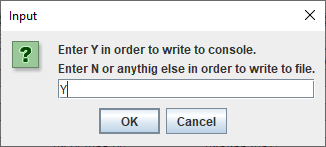 Input
Enter Y in order to write to console.
Enter N or anythig else in order to write to file.
Y
OK Cancel